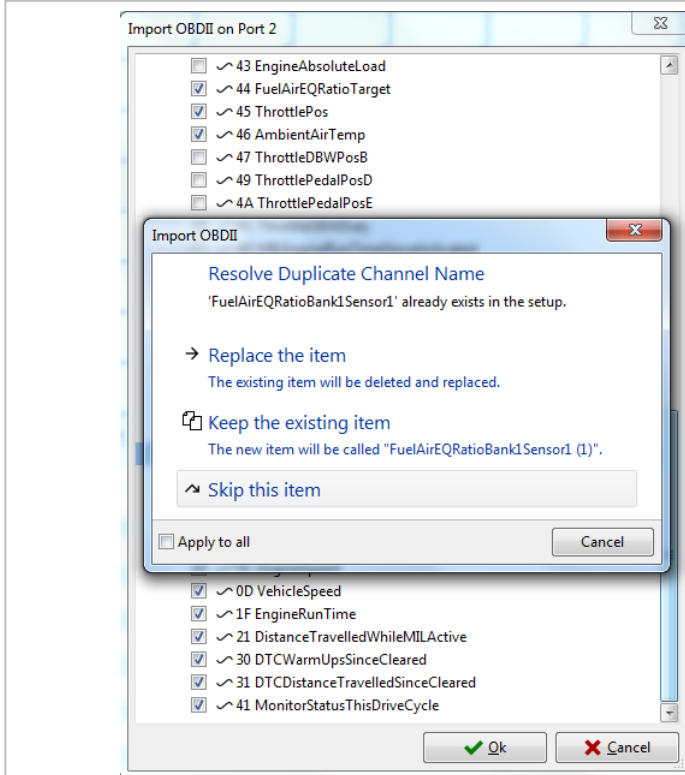 Import OBDII on Port 2
43 EngineAbsoluteLoad
44 FuelAirEQRatioTarget
45 ThrottlePos
46 AmbientAirTemp
47 ThrottleDBWPosB
49 ThrottlePedalPosD
4A ThrottlePedalPosE
Import OBDII
Resolve Duplicate Channel Name
'FuelAirEQRatioBank1Sensor1' already exists in the setup.
Replace the item
The existing item will be deleted and replaced.
Keep the existing item
The new item will be called "FuelAirEQRatioBank1Sensor1 (1)".
Skip this item
Apply to all
Cancel
0D VehicleSpeed
1F EngineRunTime
21 DistanceTravelledWhileMILActive
30 DTCWarmUpsSinceCleared
31 DTCDistanceTravelledSinceCleared
41 MonitorStatusThisDriveCycle
Ok Cancel